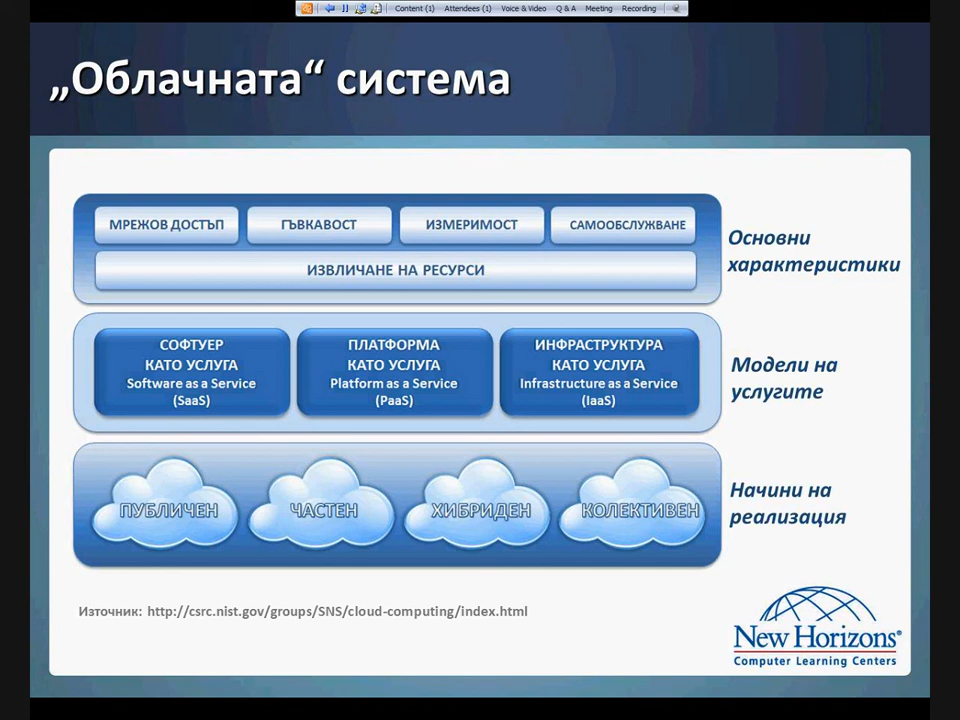 Content (1) Attendees (1) Voice & Video Q & A Meeting Recording
„Облачната“ система
МРЕЖОВ ДОСТЪП ГЪВКАВОСТ ИЗМЕРИМОСТ САМООБСЛУЖВАНЕ
ИЗВЛИЧАНЕ НА РЕСУРСИ
Основни
характеристики
СОФТУЕР
КАТО УСЛУГА
Software as a Service
(SaaS)
ПЛАТФОРМА
КАТО УСЛУГА
Platform as a Service
(PaaS)
ИНФРАСТРУКТУРА
КАТО УСЛУГА
Infrastructure as a Service
(IaaS)
Модели на
услугите
ПУБЛИЧЕН ЧАСТЕН ХИБРИДЕН КОЛЕКТИВЕН
Начини на
реализация
Източник: http://csrc.nist.gov/groups/SNS/cloud-computing/index.html
New Horizons®
Computer Learning Centers